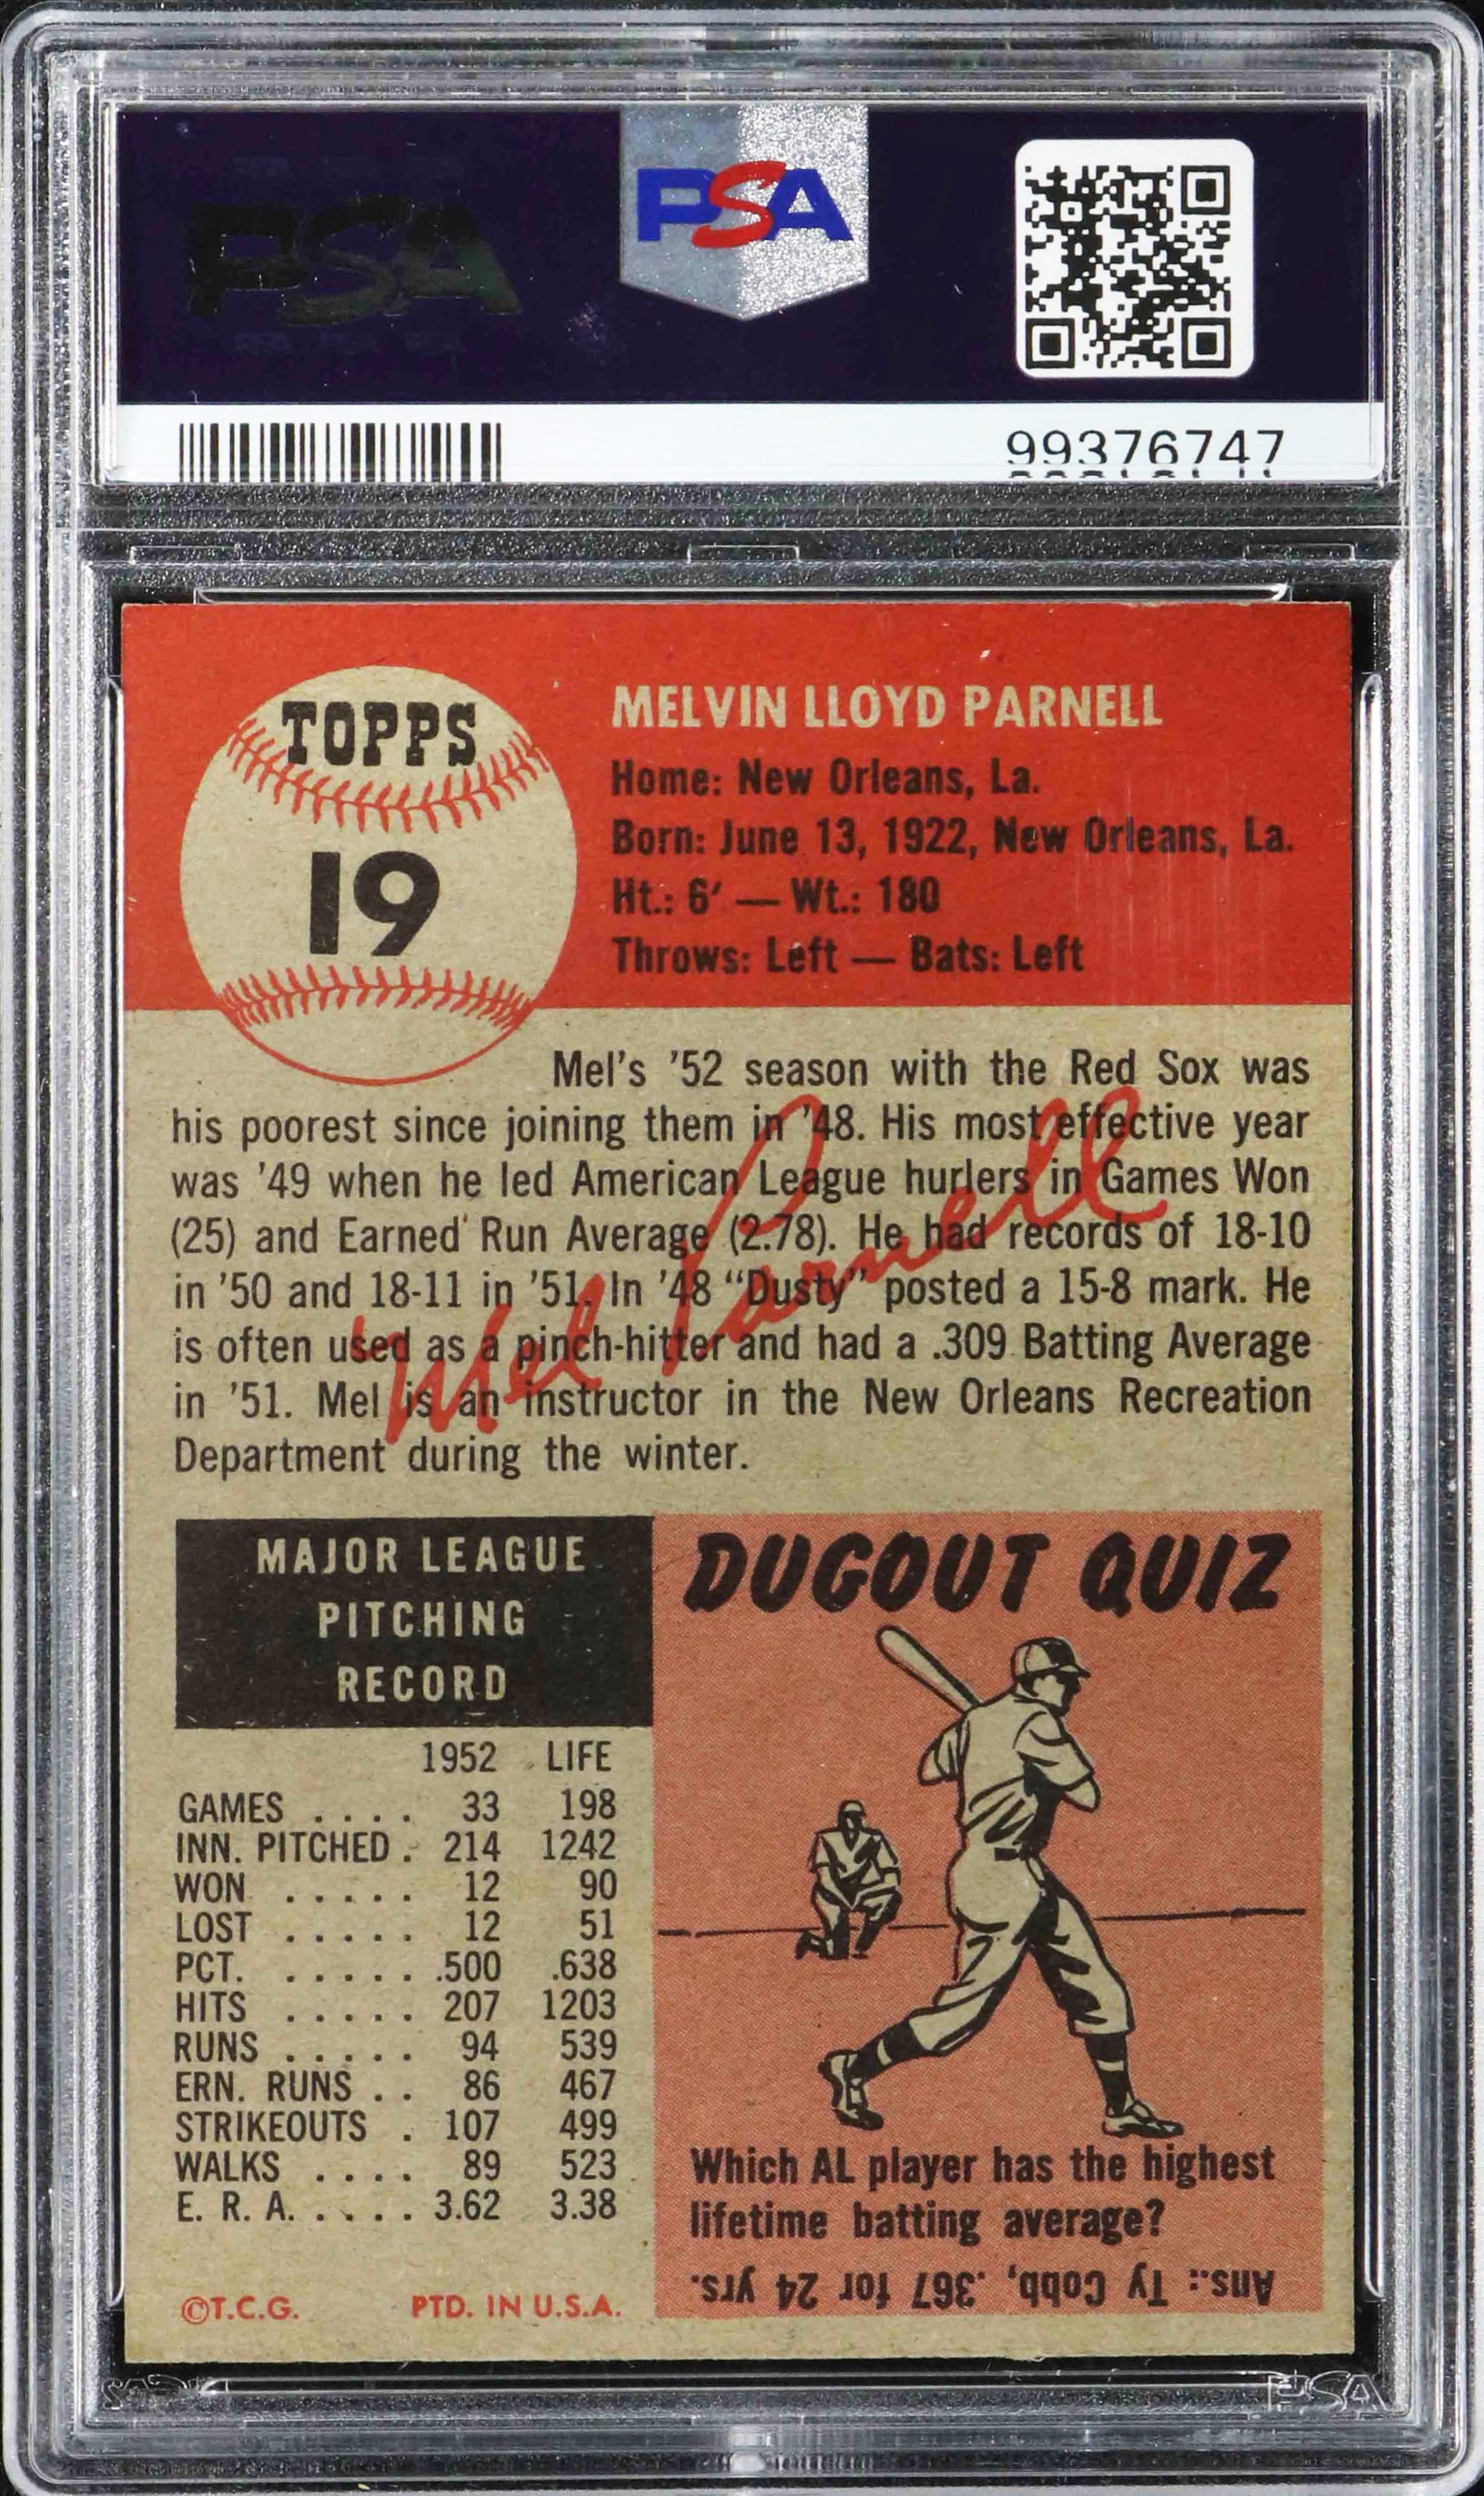 PSA
PSA
99376747
TOPPS
19
MELVIN LLOYD PARNELL
Home: New Orleans, La.
Born: June 13, 1922, New Orleans, La.
Ht.: 6' — Wt.: 180
Throws: Left — Bats: Left
Mel's '52 season with the Red Sox was
his poorest since joining them in '48. His most effective year
was '49 when he led American League hurlers in Games Won
(25) and Earned Run Average (2.78). He had records of 18-10
in '50 and 18-11 in '51. In '48 "Dusty" posted a 15-8 mark. He
is often used as a pinch-hitter and had a .309 Batting Average
in '51. Mel is an instructor in the New Orleans Recreation
Department during the winter.
Mel Parnell
MAJOR LEAGUE
PITCHING
RECORD
1952 LIFE
GAMES .... 33 198
INN. PITCHED . 214 1242
WON ..... 12 90
LOST ..... 12 51
PCT. ...... .500 .638
HITS ..... 207 1203
RUNS ..... 94 539
ERN. RUNS .. 86 467
STRIKEOUTS . 107 499
WALKS .... 89 523
E. R. A. ..... 3.62 3.38
©T.C.G. PTD. IN U.S.A.
DUGOUT QUIZ
Which AL player has the highest
lifetime batting average?
Ans.: Ty Cobb, .367 for 24 yrs.
PSA